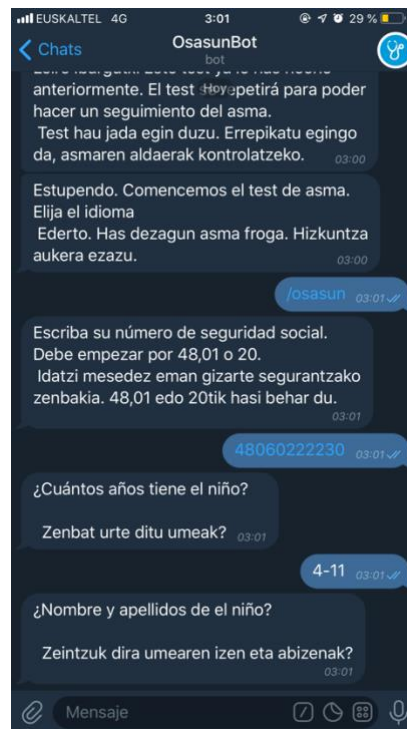 EUSKALTEL 4G 3:01 29 %
Chats
OsasunBot
bot
anteriormente. El test
Hoy
petirá para poder
hacer un seguimiento del asma.
Test hau jada egin duzu. Errepikatu egingo
da, asmaren aldaerak kontrolatzeko. 03:00
Estupendo. Comencemos el test de asma.
Elija el idioma
Ederto. Has dezagun asma froga. Hizkuntza
aukera ezazu. 03:00
/osasun 03:01
Escriba su número de seguridad social.
Debe empezar por 48,01 o 20.
Idatzi mesedez eman gizarte segurantzako
zenbakia. 48,01 edo 20tik hasi behar du.
03:01
48060222230 03:01
¿Cuántos años tiene el niño?
Zenbat urte ditu umeak? 03:01
4-11 03:01
¿Nombre y apellidos de el niño?
Zeintzuk dira umearen izen eta abizenak?
03:01
Mensaje